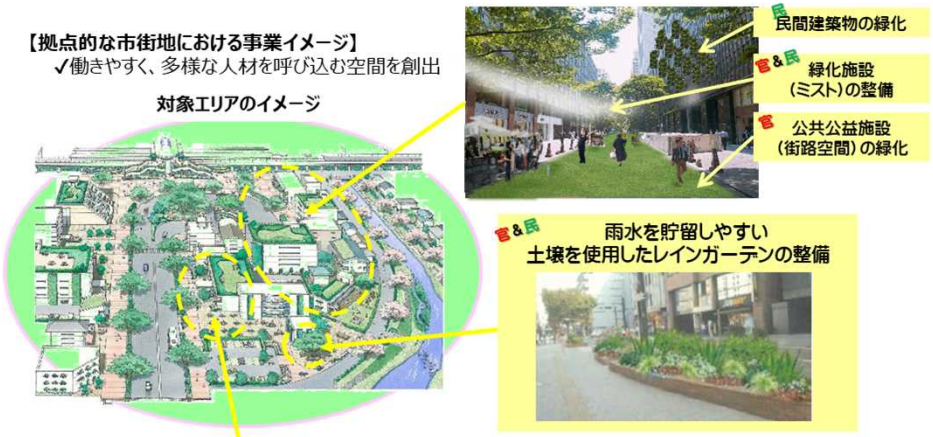 【拠点的な市街地における事業イメージ】
✓働きやすく、多様な人材を呼び込む空間を創出
対象エリアのイメージ
民
民間建築物の緑化
官&民
緑化施設
（ミスト）の整備
官
公共公益施設
（街路空間）の緑化
官&民
雨水を貯留しやすい
土壌を使用したレインガーデンの整備